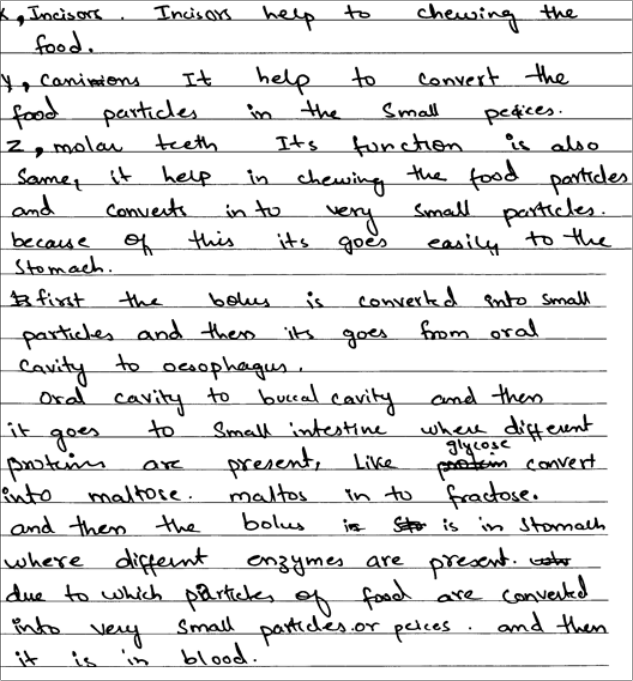 x, Incisors. Incisors help to chewing the
food.
y, canimions It help to convert the
food particles in the small peices.
z, molar teeth Its function is also
Same, it help in chewing the food particles
and converts in to very small particles.
because of this its goes easily to the
Stomach.
first the bolus is converted into small
particles and then its goes from oral
cavity to oesophagus.
oral cavity to buccal cavity and then
it goes to Small intestine where different
proteins are present, Like glycose convert
into maltose. maltos in to fractose.
and then the bolus is in Stomach
where differnt enzymes are present.
due to which particles of food are converted
into very small particles.or peices. and then
it is in blood.